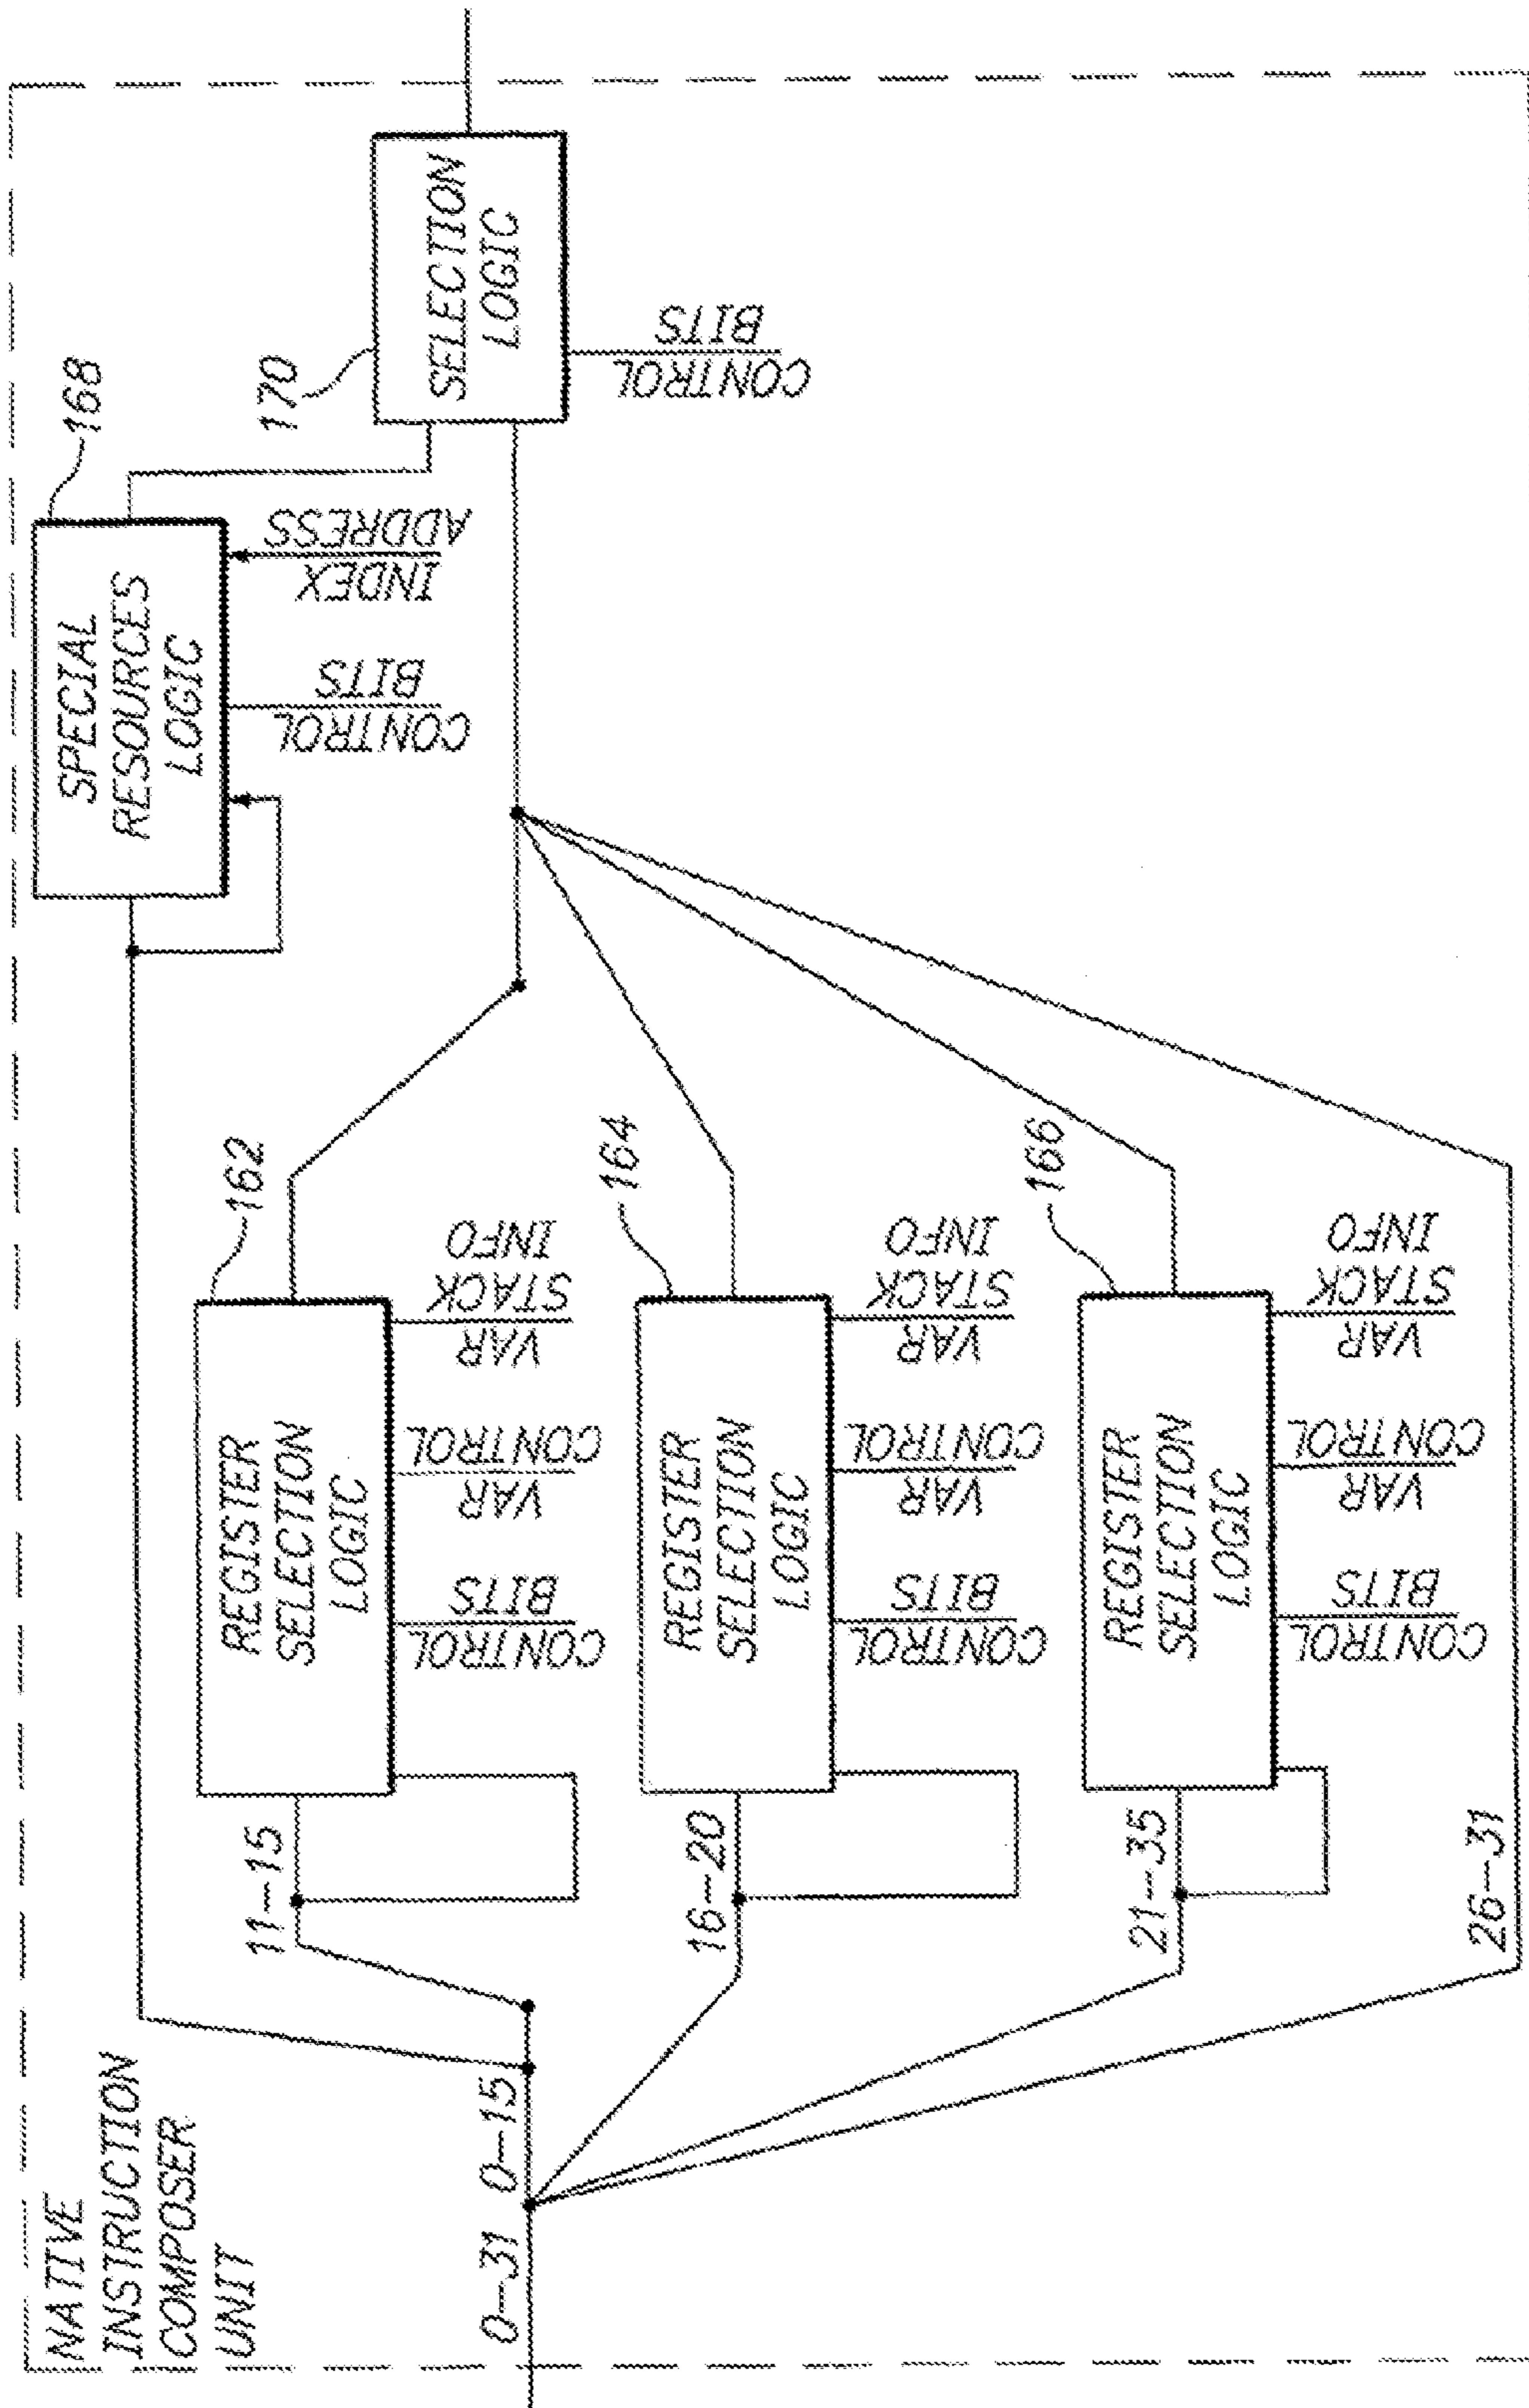 NATIVE
INSTRUCTION
COMPOSER
UNIT
0-31
0-15
11-15
16-20
21-35
26-31
REGISTER
SELECTION
LOGIC
162
CONTROL
BITS
VAR
CONTROL
VAR
STACK
INFO
REGISTER
SELECTION
LOGIC
164
CONTROL
BITS
VAR
CONTROL
VAR
STACK
INFO
REGISTER
SELECTION
LOGIC
166
CONTROL
BITS
VAR
CONTROL
VAR
STACK
INFO
SPECIAL
RESOURCES
LOGIC
168
CONTROL
BITS
INDEX
ADDRESS
170
SELECTION
LOGIC
CONTROL
BITS